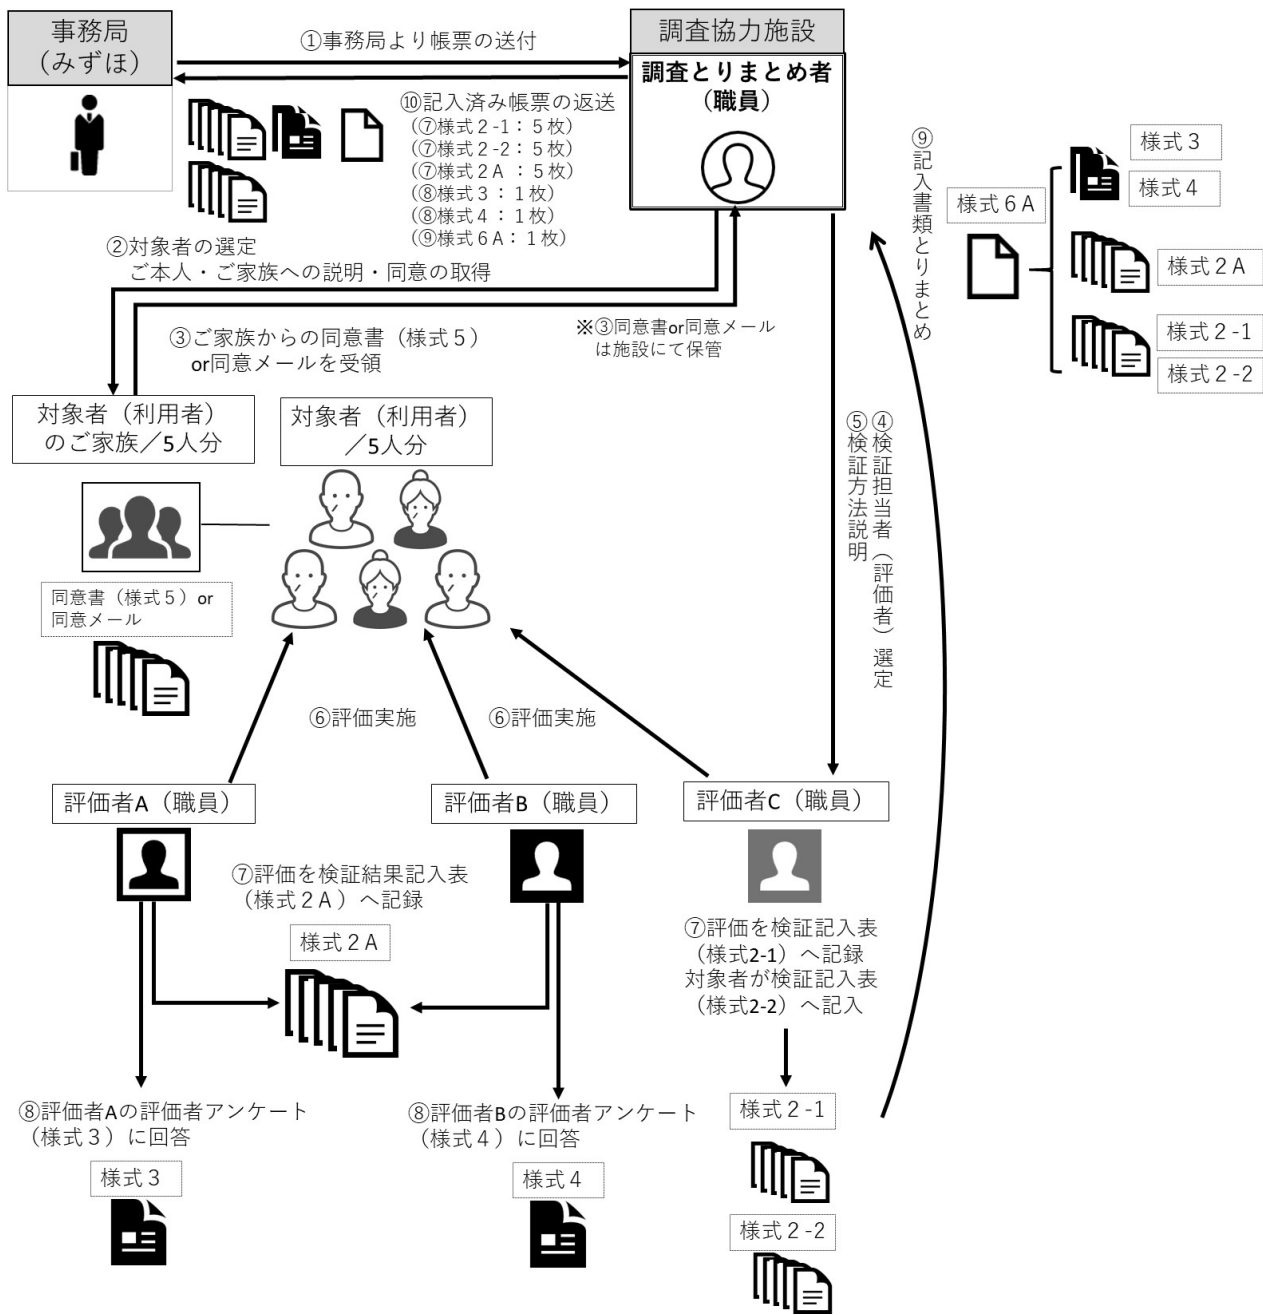 事務局
（みずほ）
①事務局より帳票の送付
調査協力施設
調査とりまとめ者
（職員）
⑩記入済み帳票の返送
（⑦様式２-1：５枚）
（⑦様式２-2：５枚）
（⑦様式２A ：５枚）
（⑧様式３：１枚）
（⑧様式４：１枚）
（⑨様式６A：１枚）
②対象者の選定
ご本人・ご家族への説明・同意の取得
③ご家族からの同意書（様式５）
or同意メールを受領
※③同意書or同意メール
は施設にて保管
⑨記入書類とりまとめ
様式６A
様式３
様式４
様式２A
様式２-1
様式２-2
対象者（利用者）
のご家族／5人分
対象者（利用者）
／5人分
④検証担当者（評価者）選定
⑤検証方法説明
同意書（様式５）or
同意メール
⑥評価実施
⑥評価実施
評価者A（職員）
評価者B（職員）
評価者C（職員）
⑦評価を検証結果記入表
（様式２A）へ記録
様式２A
⑦評価を検証記入表
（様式2-1）へ記録
対象者が検証記入表
（様式2-2）へ記入
⑧評価者Aの評価者アンケート
（様式３）に回答
様式３
⑧評価者Bの評価者アンケート
（様式４）に回答
様式４
様式２-1
様式２-2